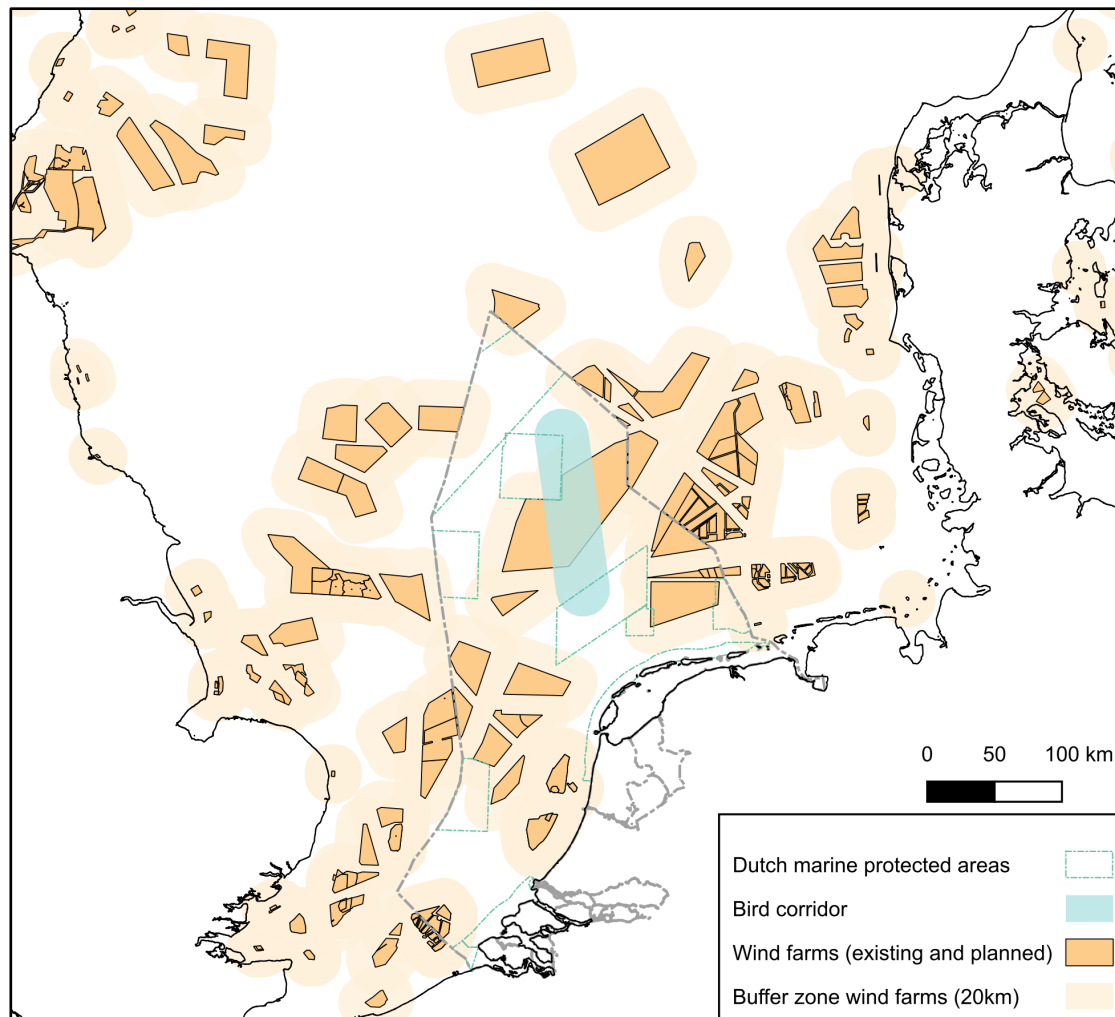 0 50 100 km
Dutch marine protected areas
Bird corridor
Wind farms (existing and planned)
Buffer zone wind farms (20km)